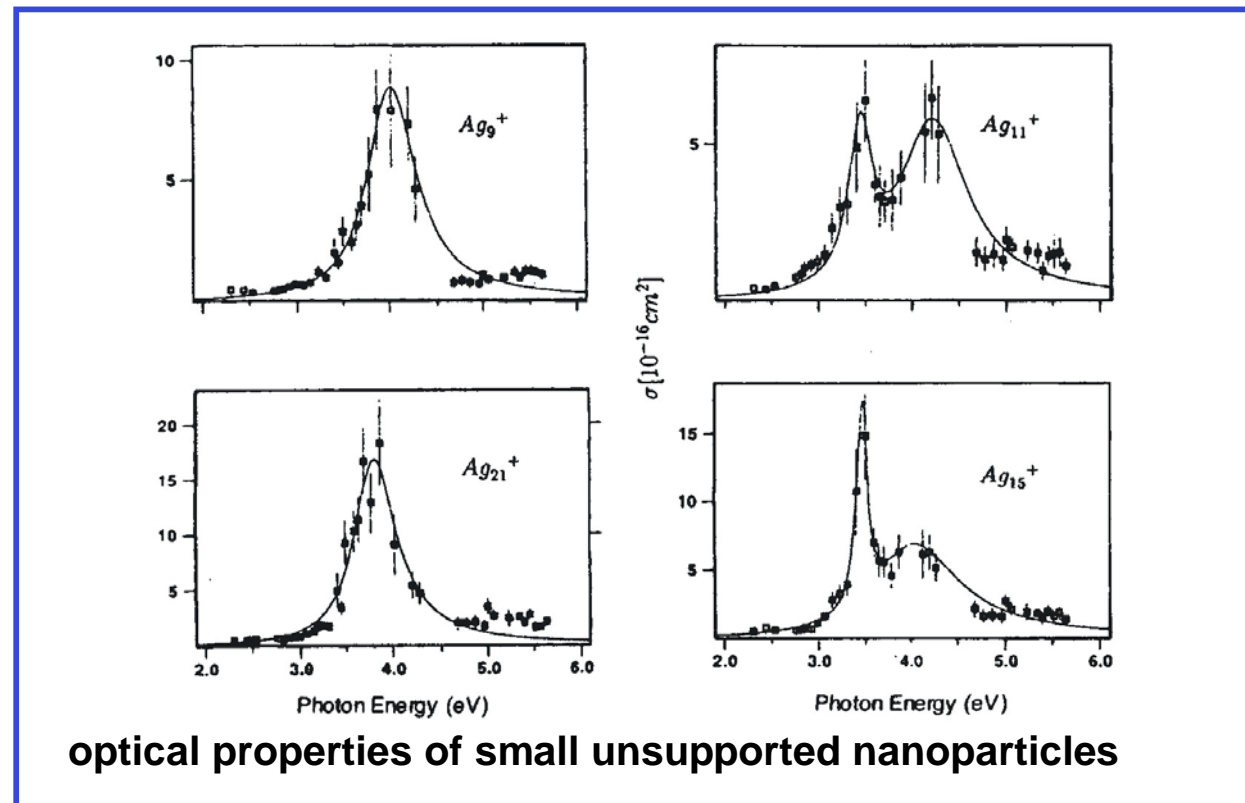 10
5
Ag₉⁺
5
Ag₁₁⁺
σ[10⁻¹⁶cm²]
20
15
10
5
Ag₂₁⁺
2.0 3.0 4.0 5.0 6.0
Photon Energy (eV)
15
10
5
Ag₁₅⁺
2.0 3.0 4.0 5.0 6.0
Photon Energy (eV)
optical properties of small unsupported nanoparticles